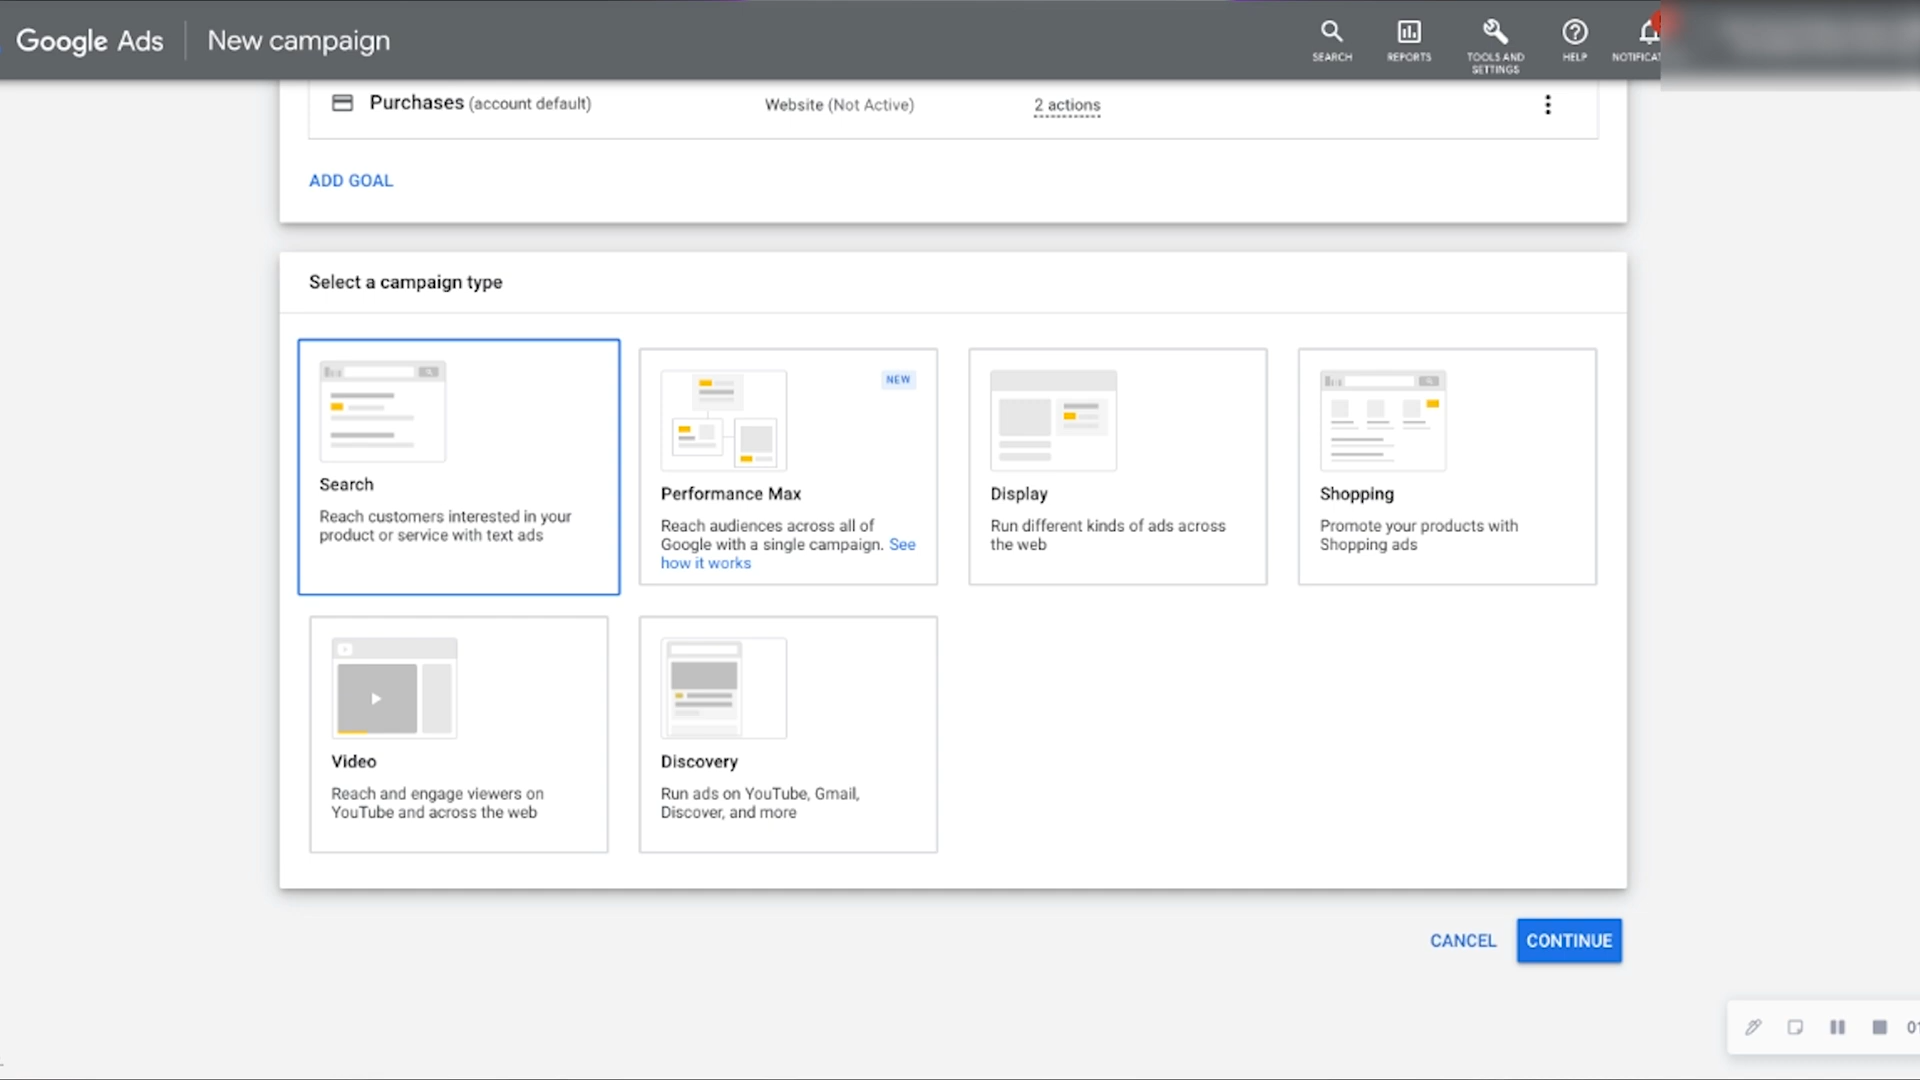 Google Ads
New campaign
SEARCH
REPORTS
TOOLS AND
SETTINGS
HELP
Purchases (account default)
Website (Not Active)
2 actions
ADD GOAL
Select a campaign type
Search
Reach customers interested in your
product or service with text ads
NEW
Performance Max
Reach audiences across all of
Google with a single campaign. See
how it works
Display
Run different kinds of ads across
the web
Shopping
Promote your products with
Shopping ads
Video
Reach and engage viewers on
YouTube and across the web
Discovery
Run ads on YouTube, Gmail,
Discover, and more
CANCEL
CONTINUE